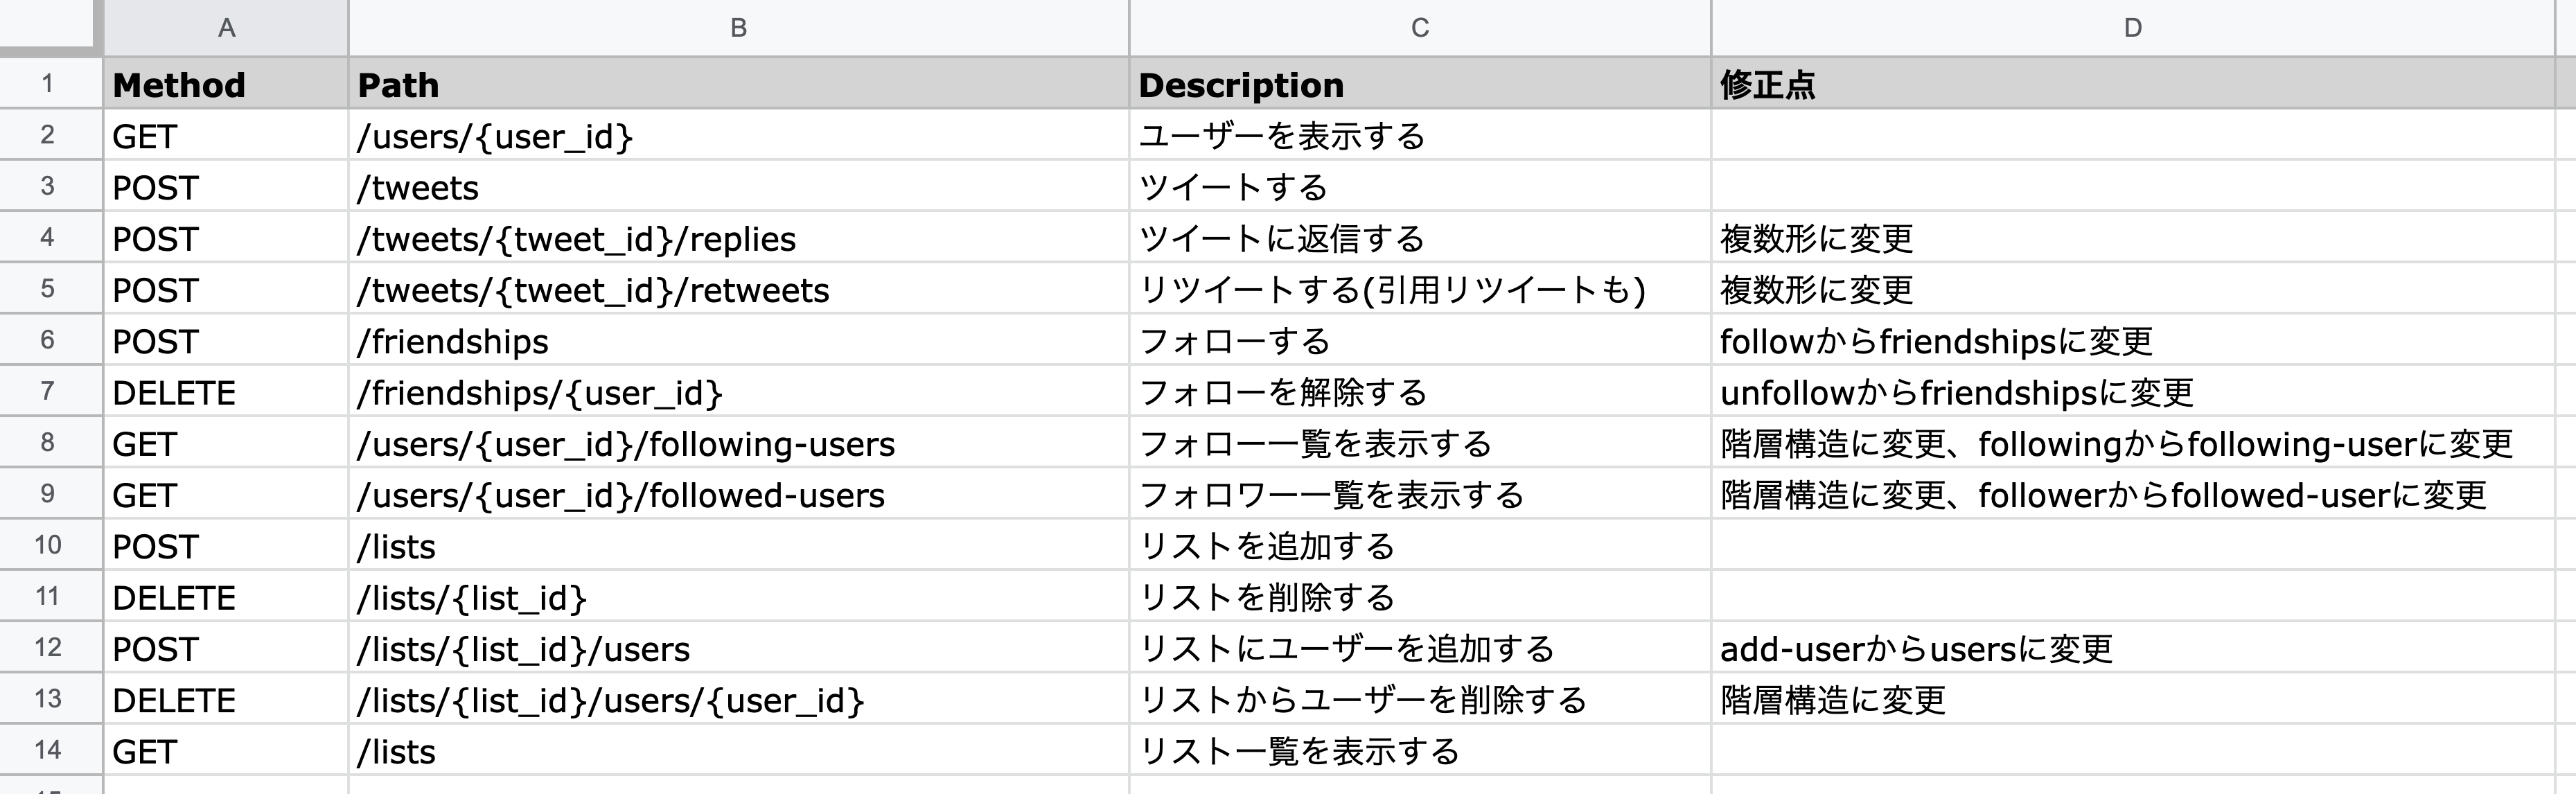 A B C D
1 Method Path Description 修正点
2 GET /users/{user_id} ユーザーを表示する
3 POST /tweets ツイートする
4 POST /tweets/{tweet_id}/replies ツイートに返信する 複数形に変更
5 POST /tweets/{tweet_id}/retweets リツイートする(引用リツイートも) 複数形に変更
6 POST /friendships フォローする followからfriendshipsに変更
7 DELETE /friendships/{user_id} フォローを解除する unfollowからfriendshipsに変更
8 GET /users/{user_id}/following-users フォロー一覧を表示する 階層構造に変更、followingからfollowing-userに変更
9 GET /users/{user_id}/followed-users フォロワー一覧を表示する 階層構造に変更、followerからfollowed-userに変更
10 POST /lists リストを追加する
11 DELETE /lists/{list_id} リストを削除する
12 POST /lists/{list_id}/users リストにユーザーを追加する add-userからusersに変更
13 DELETE /lists/{list_id}/users/{user_id} リストからユーザーを削除する 階層構造に変更
14 GET /lists リスト一覧を表示する